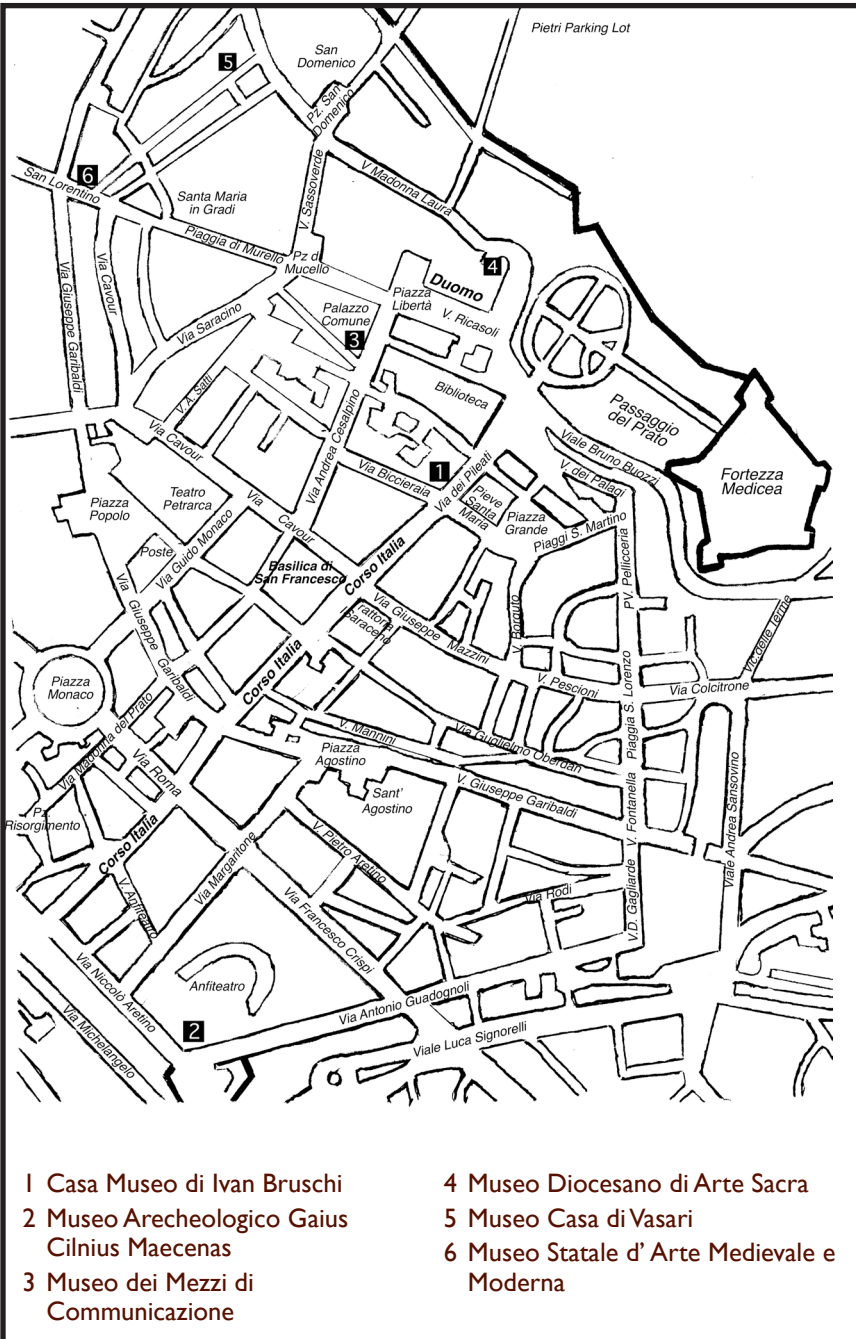 Pietri Parking Lot
San
Domenico
5
Pz. San
Domenico
6
San Lorentino
V. Sassoverde
V Madonna Laura
Santa Maria
in Gradi
Piaggia di Murello
Pz di
Mucello
4
Duomo
Via Giuseppe Garibaldi
Via Cavour
Piazza
Libertà
Palazzo
Comune
V. Ricasoli
Via Saracino
3
Biblioteca
Passaggio
del Prato
V. A. Saffi
Via Andrea Cesalpino
Viale Bruno Buozzi
Via Cavour
1
Via Biccieraia
Via dei Pileati
V. dei Palagi
Fortezza
Medicea
Teatro
Petrarca
Pieve
Santa
Maria
Piazza
Popolo
Via
Cavour
Piazza
Grande
Piaggi S. Martino
Via Guido Monaco
Poste
Corso Italia
Basilica di
San Francesco
PV. Pellicceria
Via Giuseppe Garibaldi
Trattoria
Il Saraceno
Via Giuseppe Mazzini
V. Borguto
Vic. delle Terme
Piazza
Monaco
Corso Italia
V. Pescioni
Via Colcitrone
Piaggia S. Lorenzo
Via Madonna del Prato
V. Mannini
Via Guglielmo Oberdan
Piazza
Agostino
Via Roma
V. Giuseppe Garibaldi
Sant'
Agostino
V. Fontanella
Viale Andrea Sansovino
Pz.
Risorgimento
Corso Italia
Via Margaritone
V. Pietro Aretino
V. Anfiteatro
Via Rodi
V.D. Gagliarde
Via Francesco Crispi
Via Niccolò Aretino
Anfiteatro
Via Antonio Guadognoli
Via Michelangelo
2
Viale Luca Signorelli
1 Casa Museo di Ivan Bruschi
2 Museo Arecheologico Gaius
Cilnius Maecenas
3 Museo dei Mezzi di
Communicazione
4 Museo Diocesano di Arte Sacra
5 Museo Casa di Vasari
6 Museo Statale d' Arte Medievale e
Moderna